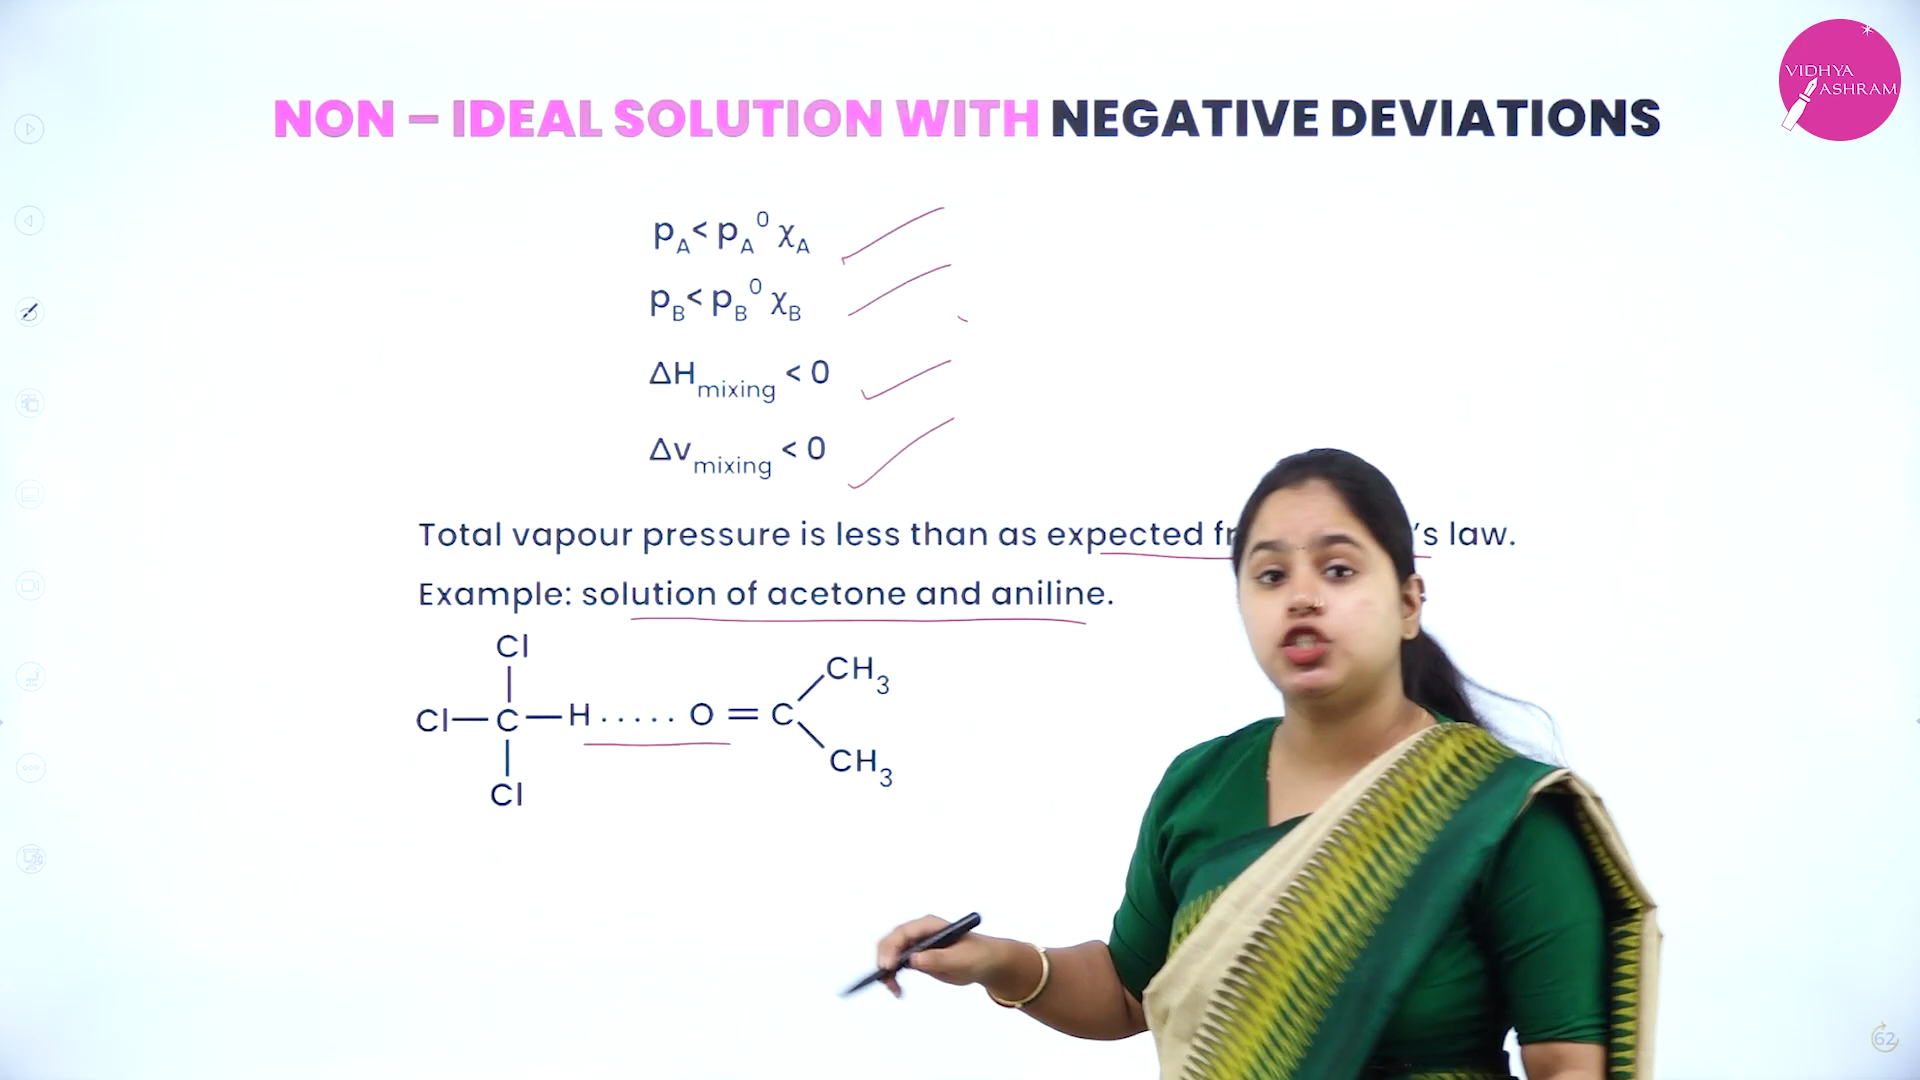 VIDHYA
ASHRAM
NON – IDEAL SOLUTION WITH NEGATIVE DEVIATIONS
pA< pA⁰ χA
pB< pB⁰ χB
ΔHmixing < 0
Δvmixing < 0
Total vapour pressure is less than as expected 's law.
Example: solution of acetone and aniline.
Cl
CH₃
Cl—C—H.....O=C
CH₃
Cl
62